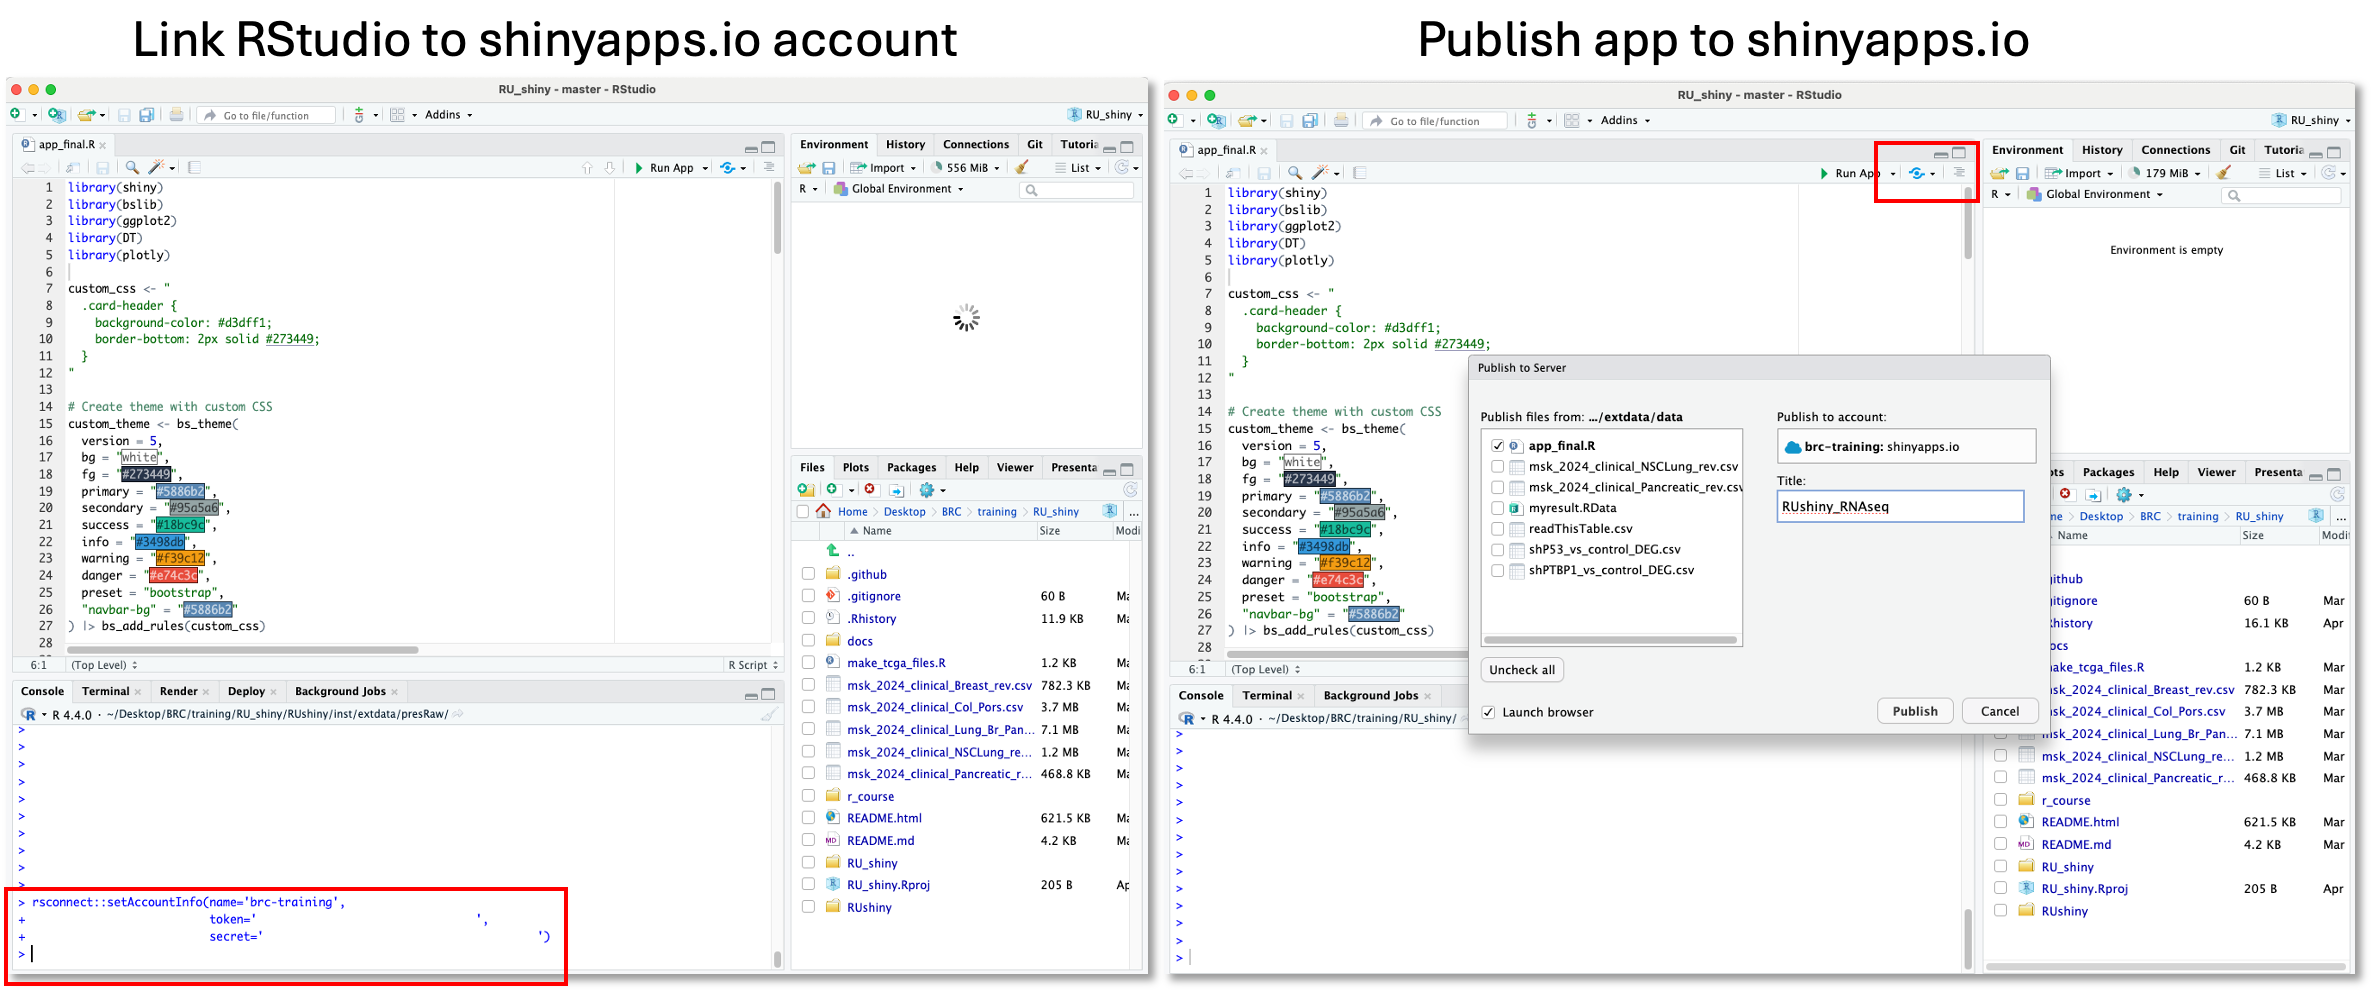 Link RStudio to shinyapps.io account
RU_shiny - master - RStudio
Go to file/function
Addins
RU_shiny
app_final.R
Run App
1 library(shiny)
2 library(bslib)
3 library(ggplot2)
4 library(DT)
5 library(plotly)
6
7 custom_css <- "
8 .card-header {
9 background-color: #d3dff1;
10 border-bottom: 2px solid #273449;
11 }
12 "
13
14 # Create theme with custom CSS
15 custom_theme <- bs_theme(
16 version = 5,
17 bg = "white",
18 fg = "#273449",
19 primary = "#5886b2",
20 secondary = "#95a5a6",
21 success = "#18bc9c",
22 info = "#3498db",
23 warning = "#f39c12",
24 danger = "#e74c3c",
25 preset = "bootstrap",
26 "navbar-bg" = "#5886b2"
27 ) |> bs_add_rules(custom_css)
28
6:1 (Top Level) R Script
Console Terminal Render Deploy Background Jobs
R 4.4.0 · ~/Desktop/BRC/training/RU_shiny/RUshiny/inst/extdata/presRaw/
>
>
>
>
>
>
>
>
>
>
> rsconnect::setAccountInfo(name='brc-training',
+ token=' ',
+ secret=' ')
>
Environment History Connections Git Tutoria
Import 556 MiB List
R Global Environment
Files Plots Packages Help Viewer Presenta
Home Desktop BRC training RU_shiny ...
Name Size Modi
..
.github
.gitignore 60 B Ma
.Rhistory 11.9 KB Ma
docs
make_tcga_files.R 1.2 KB Ma
msk_2024_clinical_Breast_rev.csv 782.3 KB Ma
msk_2024_clinical_Col_Pors.csv 3.7 MB Ma
msk_2024_clinical_Lung_Br_Pan... 7.1 MB Ma
msk_2024_clinical_NSCLung_re... 1.2 MB Ma
msk_2024_clinical_Pancreatic_r... 468.8 KB Ma
r_course
README.html 621.5 KB Ma
README.md 4.2 KB Ma
RU_shiny
RU_shiny.Rproj 205 B Ap
RUshiny
Publish app to shinyapps.io
RU_shiny - master - RStudio
Go to file/function
Addins
RU_shiny
app_final.R
Run App
1 library(shiny)
2 library(bslib)
3 library(ggplot2)
4 library(DT)
5 library(plotly)
6
7 custom_css <- "
8 .card-header {
9 background-color: #d3dff1;
10 border-bottom: 2px solid #273449;
11 }
12 "
13
14 # Create theme with custom CSS
15 custom_theme <- bs_theme(
16 version = 5,
17 bg = "white",
18 fg = "#273449",
19 primary = "#5886b2",
20 secondary = "#95a5a6",
21 success = "#18bc9c",
22 info = "#3498db",
23 warning = "#f39c12",
24 danger = "#e74c3c",
25 preset = "bootstrap",
26 "navbar-bg" = "#5886b2"
27 ) |> bs_add_rules(custom_css)
28
6:1 (Top Level)
Console Terminal Background Jobs
R 4.4.0 · ~/Desktop/BRC/training/RU_shiny/
>
>
>
>
>
>
>
>
>
>
>
>
>
>
Publish to Server
Publish files from: .../extdata/data
app_final.R
msk_2024_clinical_NSCLung_rev.csv
msk_2024_clinical_Pancreatic_rev.csv
myresult.RData
readThisTable.csv
shP53_vs_control_DEG.csv
shPTBP1_vs_control_DEG.csv
Uncheck all
Launch browser
Publish to account:
brc-training: shinyapps.io
Title:
RUshiny_RNAseq
Publish Cancel
Environment History Connections Git Tutoria
Import 179 MiB List
R Global Environment
Environment is empty
ots Packages Help Viewer Presenta
me Desktop BRC training RU_shiny ...
Name Size Modif
github
gitignore 60 B Mar
Rhistory 16.1 KB Apr
ocs
make_tcga_files.R 1.2 KB Mar
msk_2024_clinical_Breast_rev.csv 782.3 KB Mar
msk_2024_clinical_Col_Pors.csv 3.7 MB Mar
msk_2024_clinical_Lung_Br_Pan... 7.1 MB Mar
msk_2024_clinical_NSCLung_re... 1.2 MB Mar
msk_2024_clinical_Pancreatic_r... 468.8 KB Mar
r_course
README.html 621.5 KB Mar
README.md 4.2 KB Mar
RU_shiny
RU_shiny.Rproj 205 B Apr
RUshiny